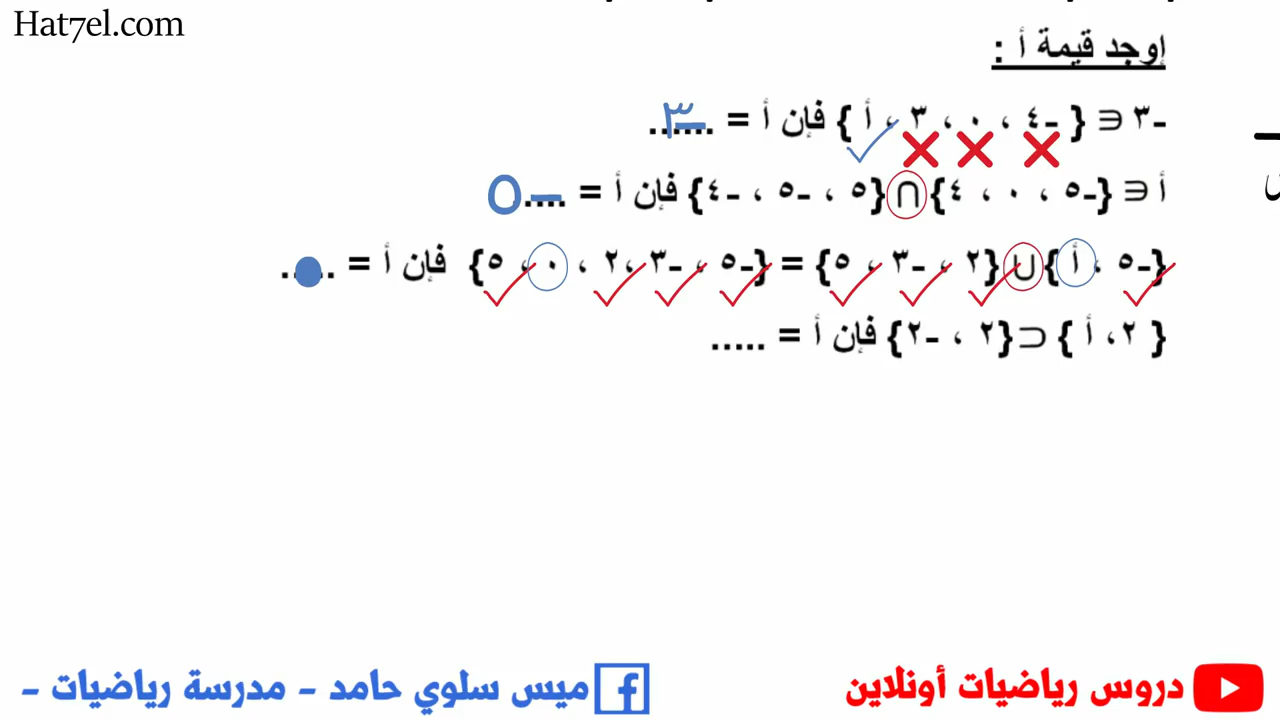 Hat7el.com
إوجد قيمة أ :
-٣ ∈ { -٤ ، ٠ ، ٣ ، أ } فإن أ = -٣
أ ∈ {-٥ ، ٠ ، ٤} ∩ {٥ ، -٥ ، -٤} فإن أ = -٥
{-٥ ، أ } ∪ {٢ ، -٣ ، ٥} = {-٥ ، -٣ ،٢ ، ٠ ، ٥} فإن أ = ..٠..
{ ٢، أ } ⊂ {٢ ، -٢} فإن أ = .....
دروس رياضيات أونلاين
ميس سلوي حامد - مدرسة رياضيات -